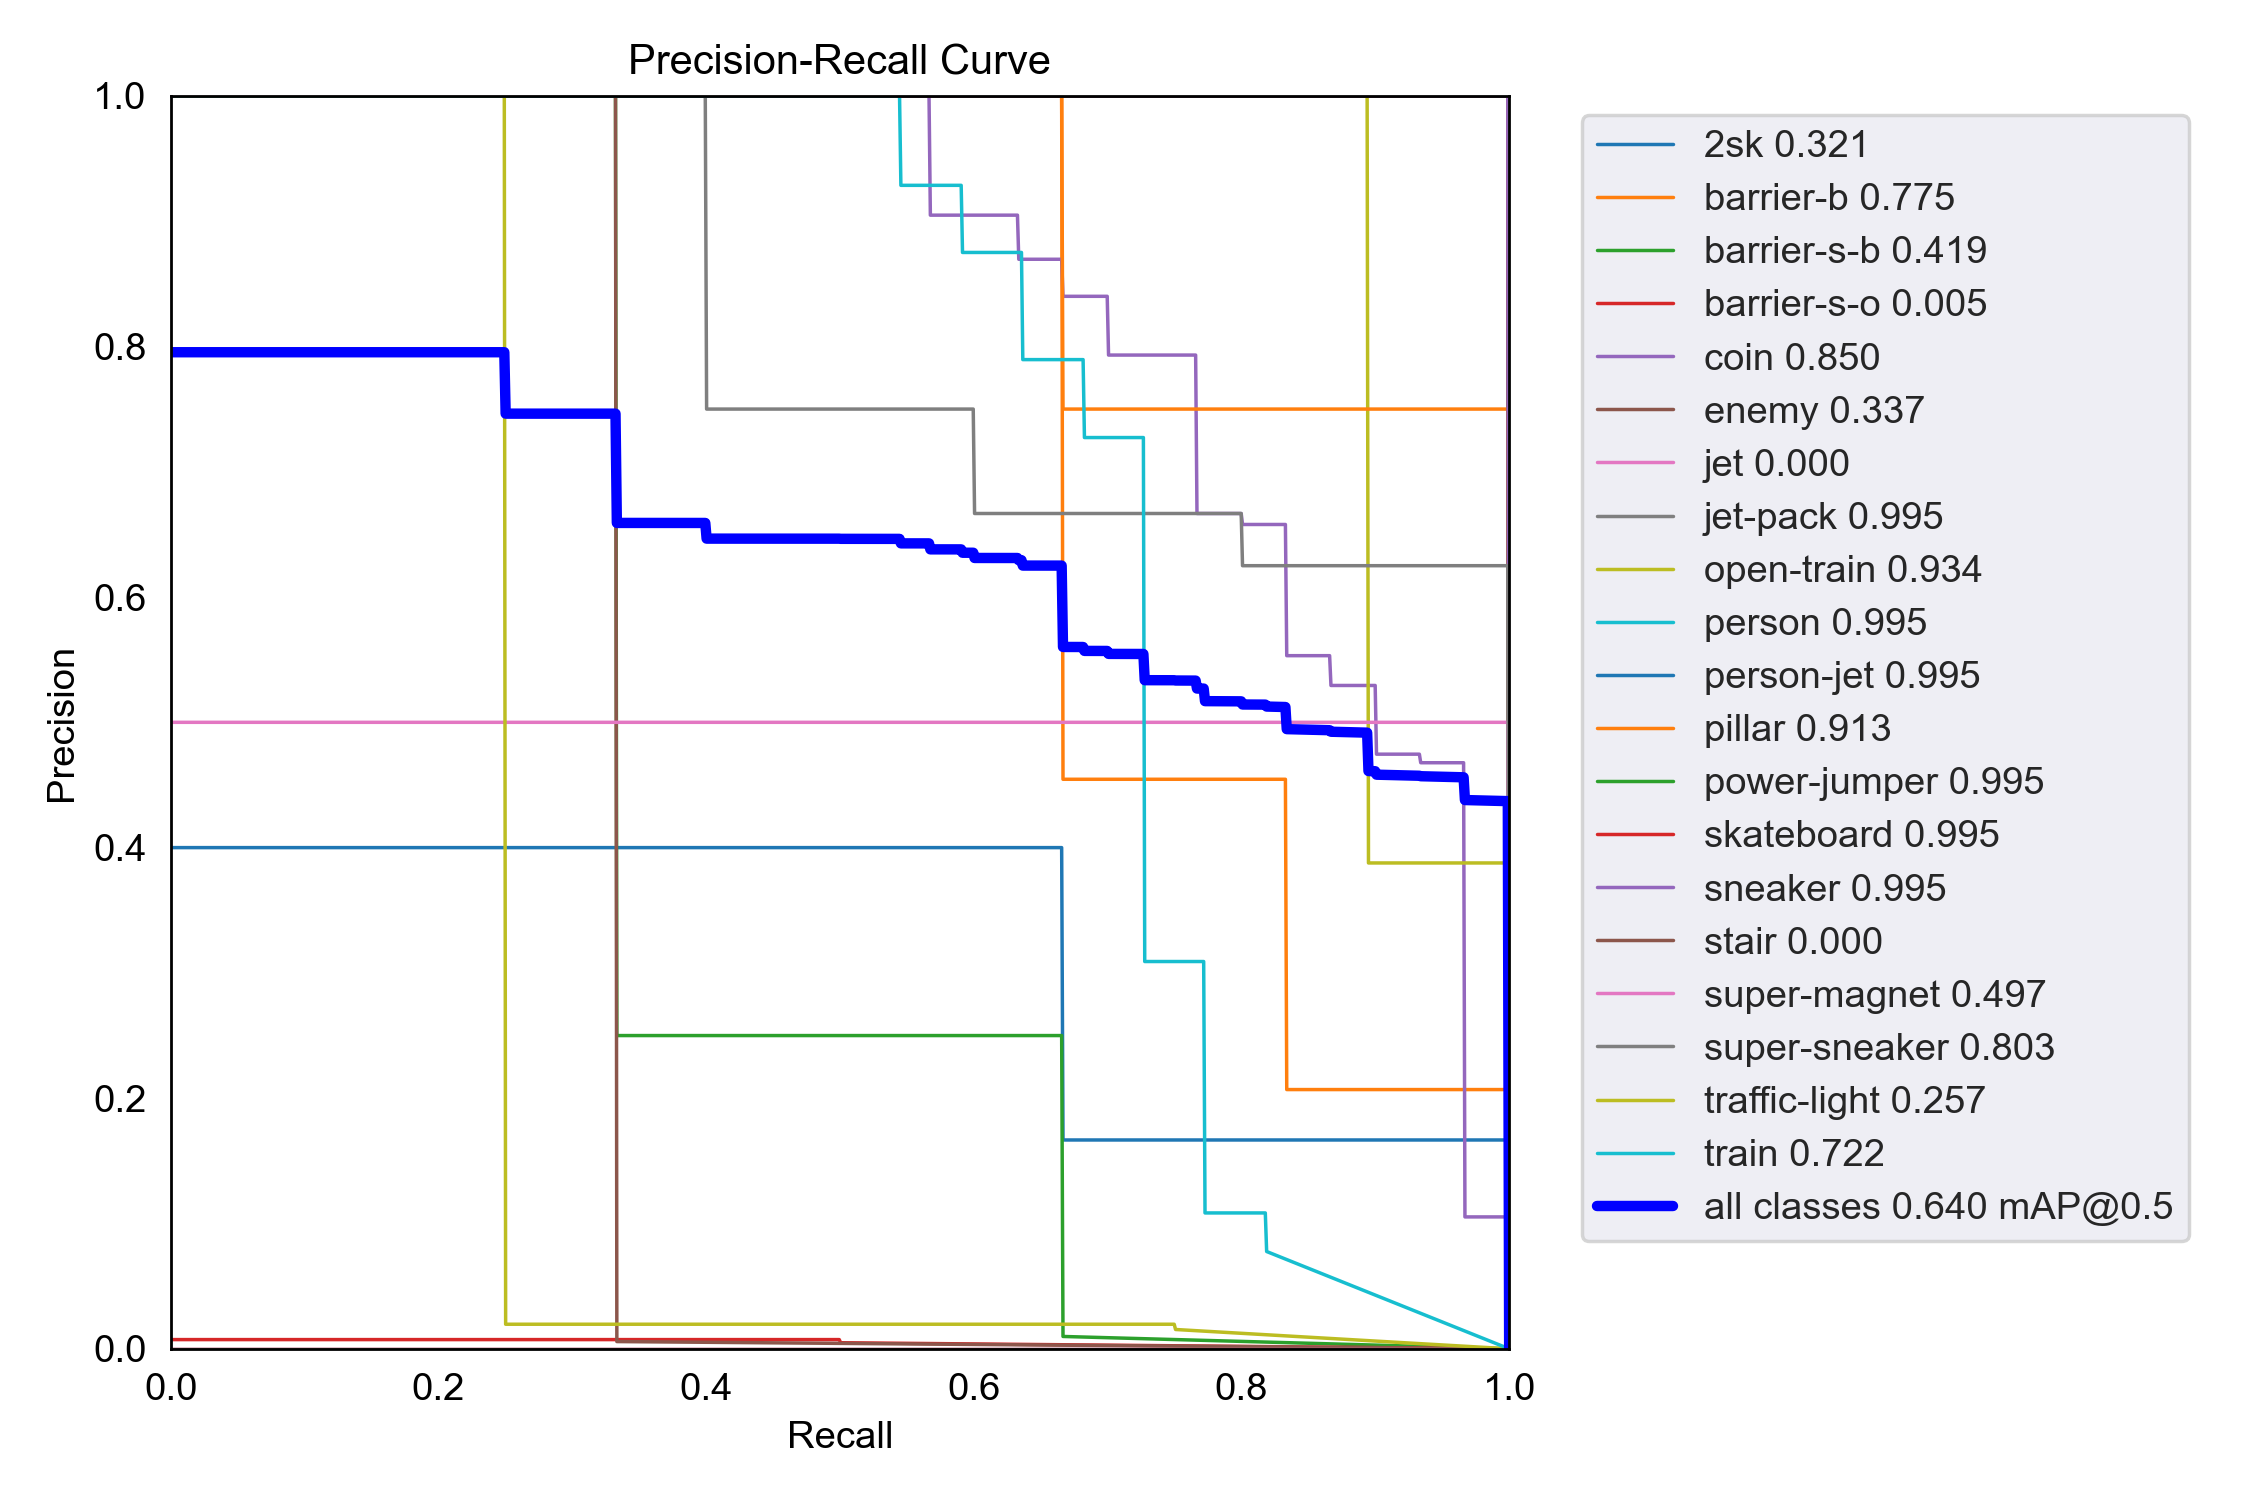 Precision-Recall Curve
1.0
0.8
0.6
0.4
0.2
0.0
Precision
0.0 0.2 0.4 0.6 0.8 1.0
Recall
2sk 0.321
barrier-b 0.775
barrier-s-b 0.419
barrier-s-o 0.005
coin 0.850
enemy 0.337
jet 0.000
jet-pack 0.995
open-train 0.934
person 0.995
person-jet 0.995
pillar 0.913
power-jumper 0.995
skateboard 0.995
sneaker 0.995
stair 0.000
super-magnet 0.497
super-sneaker 0.803
traffic-light 0.257
train 0.722
all classes 0.640 mAP@0.5